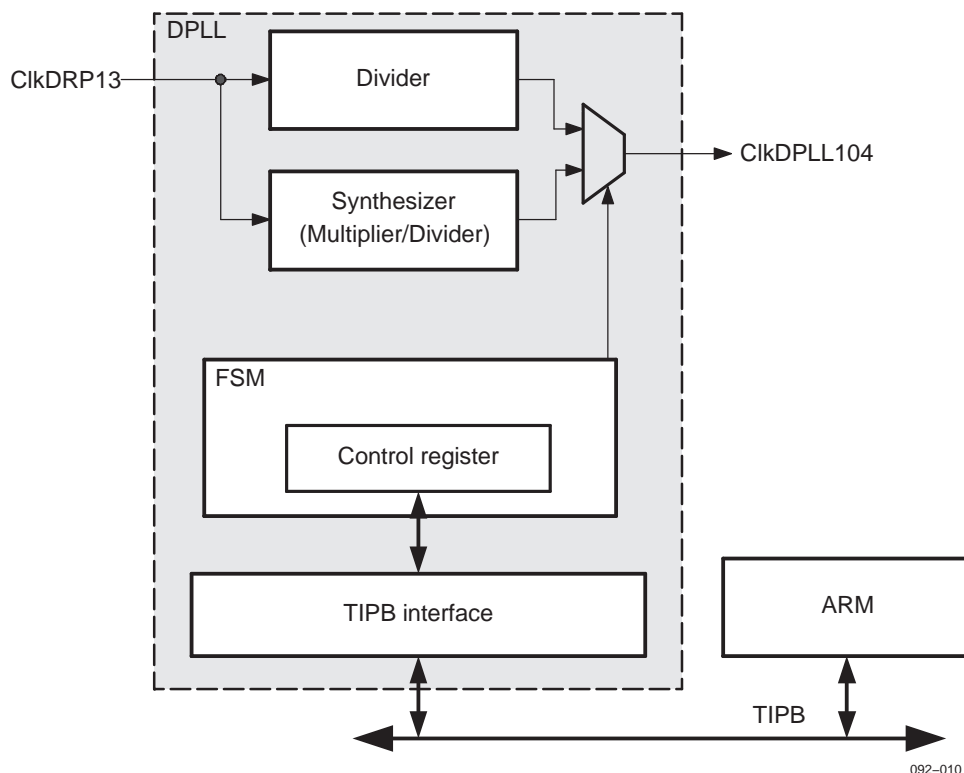 DPLL
ClkDRP13
Divider
ClkDPLL104
Synthesizer
(Multiplier/Divider)
FSM
Control register
TIPB interface
ARM
TIPB
092–010